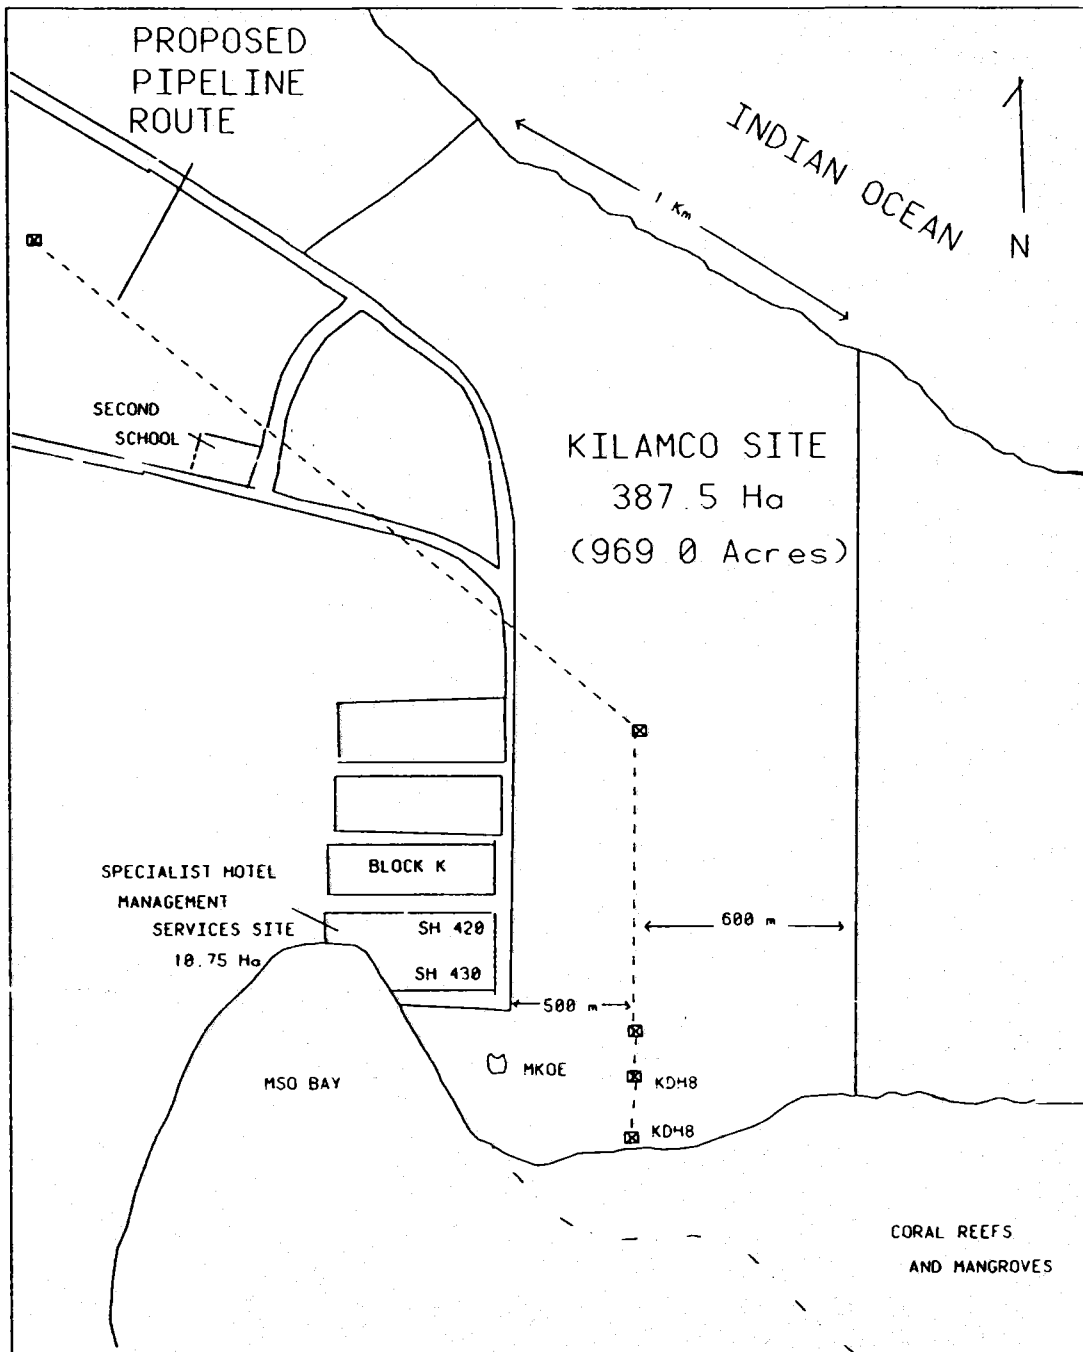 PROPOSED
PIPELINE
ROUTE
INDIAN OCEAN
1 Km
N
SECOND
SCHOOL
KILAMCO SITE
387.5 Ha
(969 0 Acres)
BLOCK K
SPECIALIST HOTEL
MANAGEMENT
SERVICES SITE
10.75 Ha
SH 420
SH 430
600 m
500 m
MSO BAY
MKOE
KDH8
KDH8
CORAL REEFS
AND MANGROVES